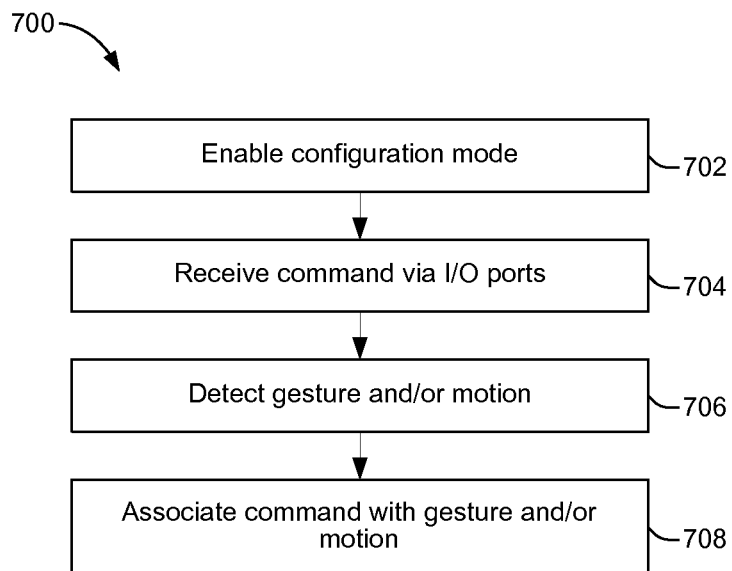 700
Enable configuration mode
702
Receive command via I/O ports
704
Detect gesture and/or motion
706
Associate command with gesture and/or
motion
708